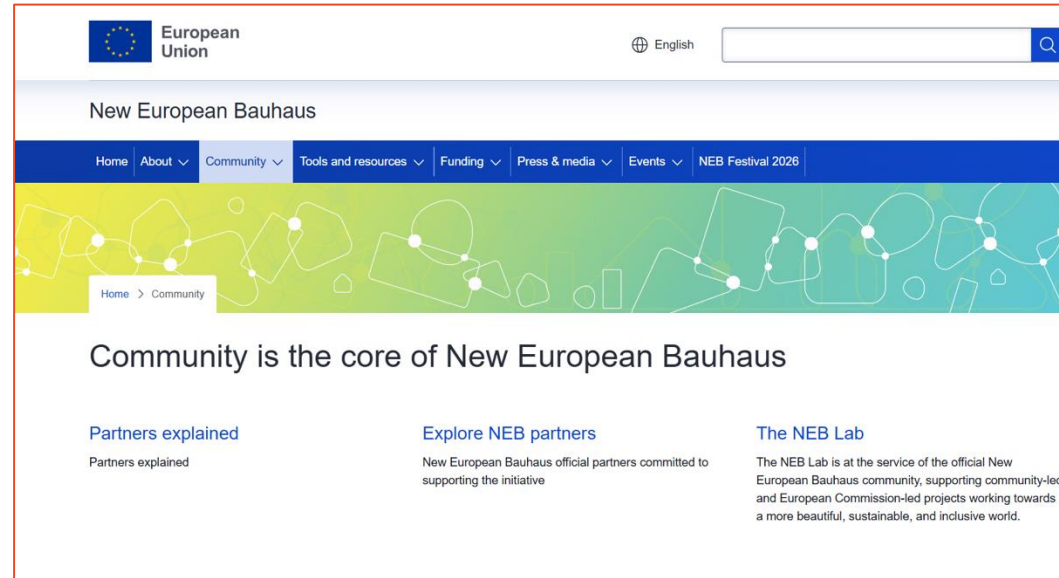 European
Union
English
New European Bauhaus
Home About Community Tools and resources Funding Press & media Events NEB Festival 2026
Home > Community
Community is the core of New European Bauhaus
Partners explained
Partners explained
Explore NEB partners
New European Bauhaus official partners committed to
supporting the initiative
The NEB Lab
The NEB Lab is at the service of the official New
European Bauhaus community, supporting community-led
and European Commission-led projects working towards
a more beautiful, sustainable, and inclusive world.